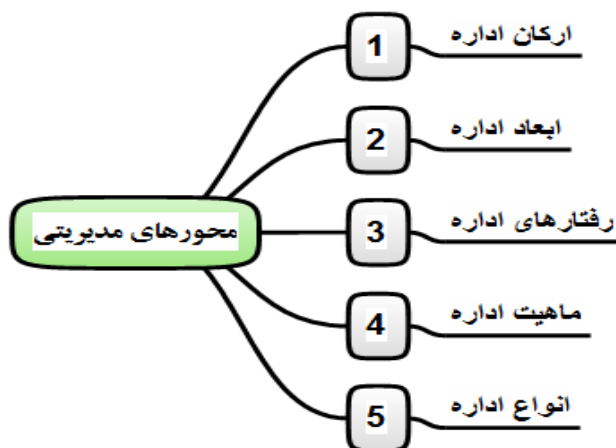 محورهای مدیریتی
1 ارکان اداره
2 ابعاد اداره
3 رفتارهای اداره
4 ماهیت اداره
5 انواع اداره